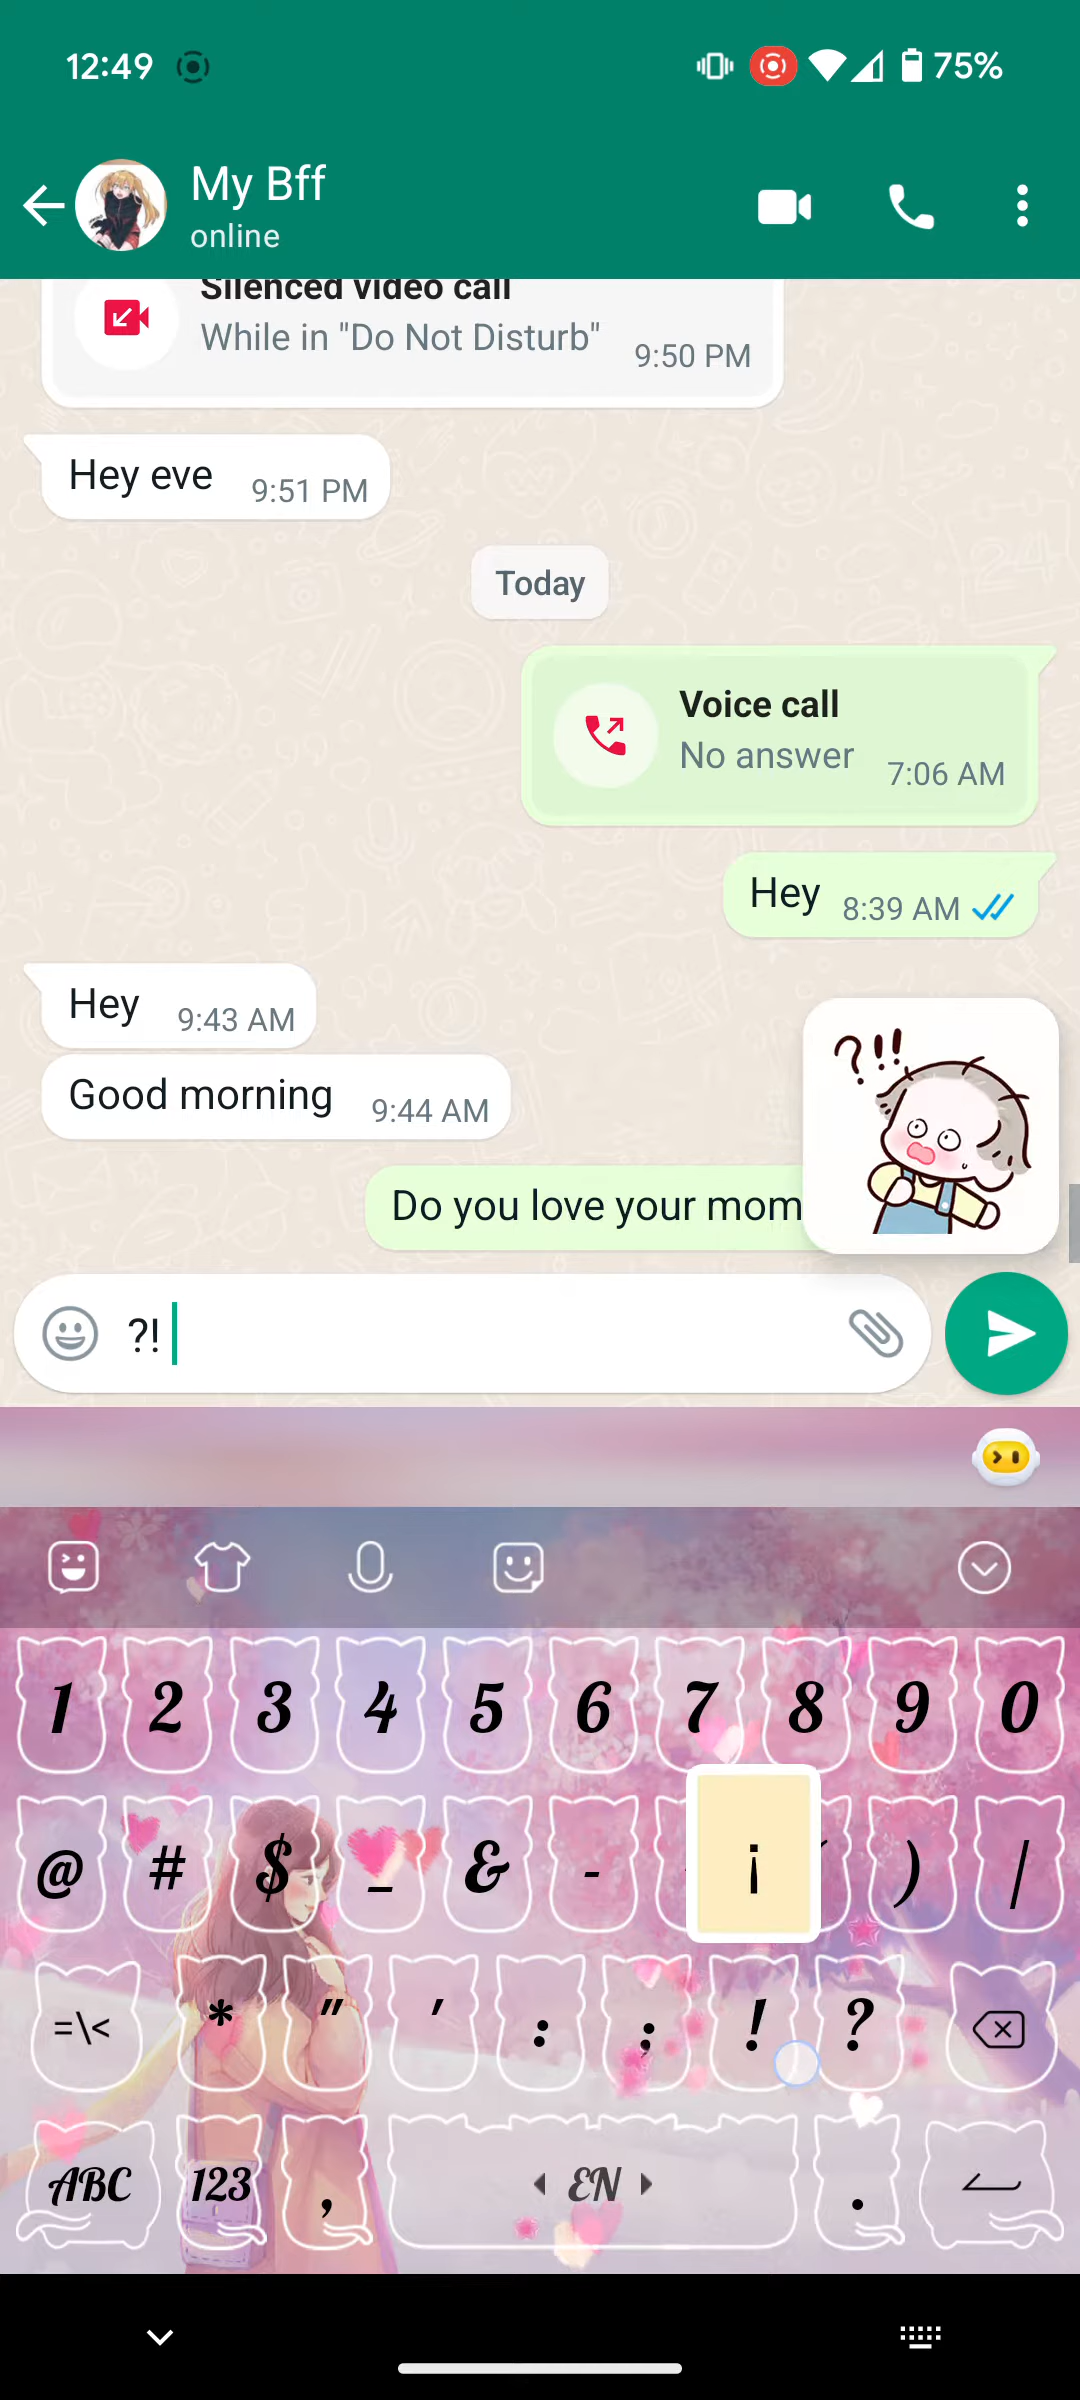 12:49
75%
My Bff
online
Silenced video call
While in "Do Not Disturb"
9:50 PM
Hey eve
9:51 PM
Today
Voice call
No answer
7:06 AM
Hey
8:39 AM
Hey
9:43 AM
Good morning
9:44 AM
?!!
Do you love your mom
?!
1 2 3 4 5 6 7 8 9 0
@ # $ _ & - ¡ ) |
=\< * " ' : ; ! ?
ABC 123 , EN .